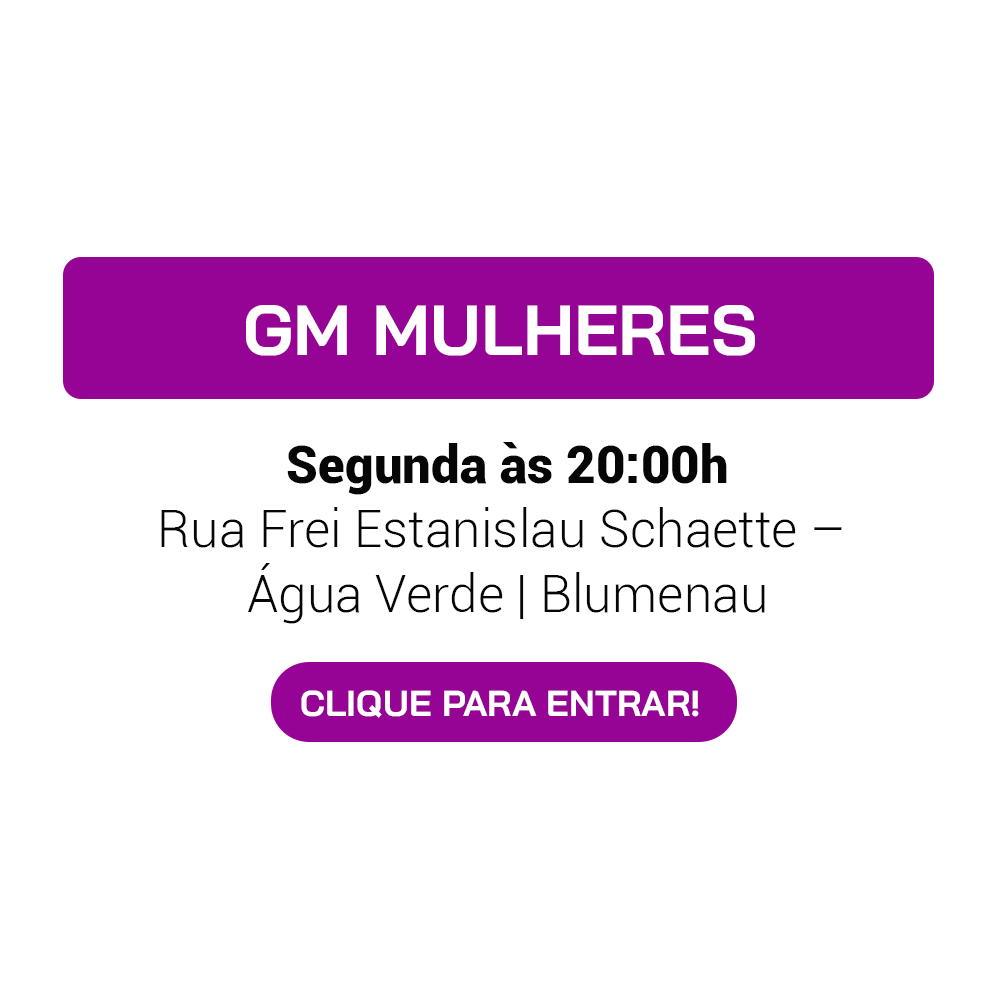 GM MULHERES
Segunda às 20:00h
Rua Frei Estanislau Schaette –
Água Verde | Blumenau
CLIQUE PARA ENTRAR!